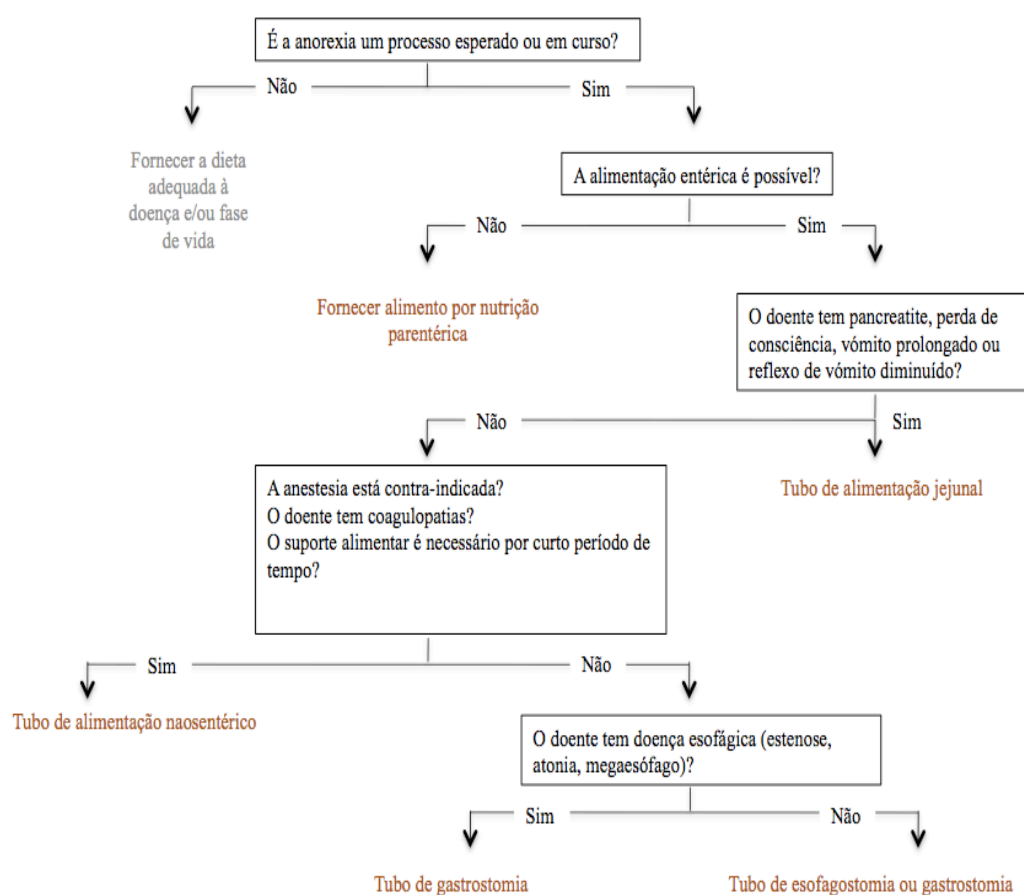 É a anorexia um processo esperado ou em curso?
Não
Sim
Fornecer a dieta
adequada à
doença e/ou fase
de vida
A alimentação entérica é possível?
Não
Sim
Fornecer alimento por nutrição
parentérica
O doente tem pancreatite, perda de
consciência, vómito prolongado ou
reflexo de vómito diminuído?
Não
Sim
A anestesia está contra-indicada?
O doente tem coagulopatias?
O suporte alimentar é necessário por curto período de
tempo?
Tubo de alimentação jejunal
Sim
Não
Tubo de alimentação naosentérico
O doente tem doença esofágica (estenose,
atonia, megaesófago)?
Sim
Não
Tubo de gastrostomia
Tubo de esofagostomia ou gastrostomia